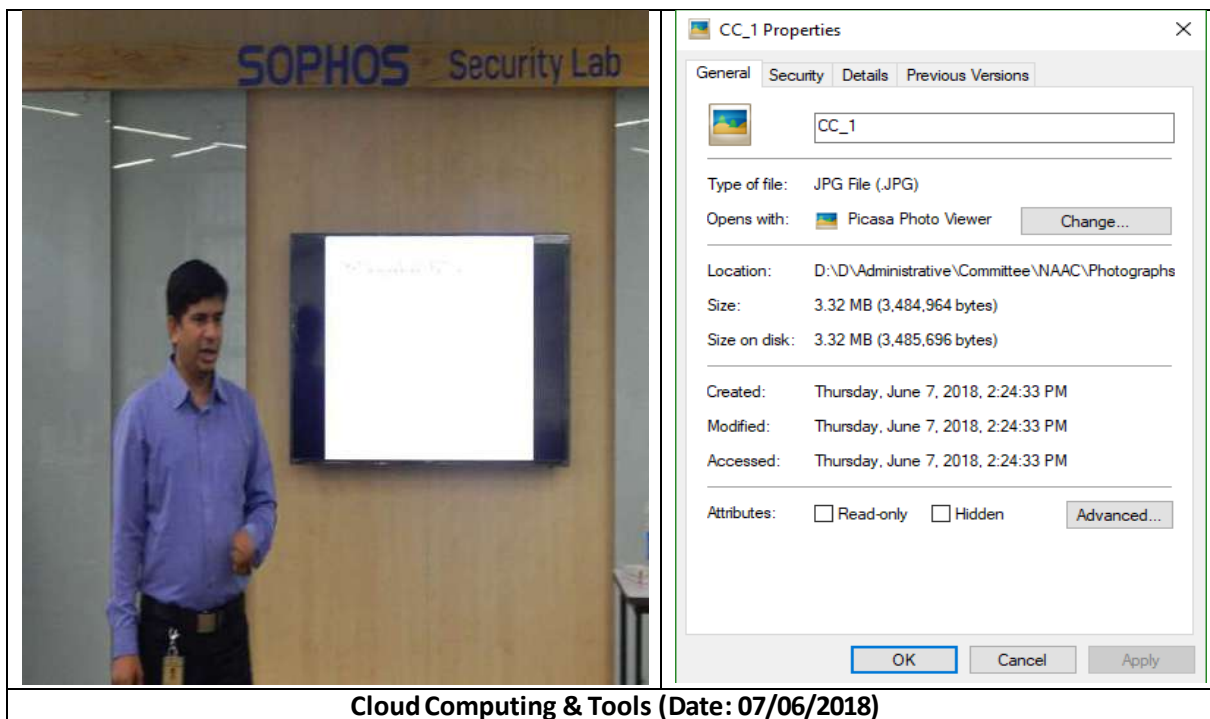 SOPHOS Security Lab
CC_1 Properties
General Security Details Previous Versions
CC_1
Type of file: JPG File (.JPG)
Opens with: Picasa Photo Viewer Change...
Location: D:\D\Administrative\Committee\NAAC\Photographs
Size: 3.32 MB (3,484,964 bytes)
Size on disk: 3.32 MB (3,485,696 bytes)
Created: Thursday, June 7, 2018, 2:24:33 PM
Modified: Thursday, June 7, 2018, 2:24:33 PM
Accessed: Thursday, June 7, 2018, 2:24:33 PM
Attributes: Read-only Hidden Advanced...
OK Cancel Apply
Cloud Computing & Tools (Date: 07/06/2018)